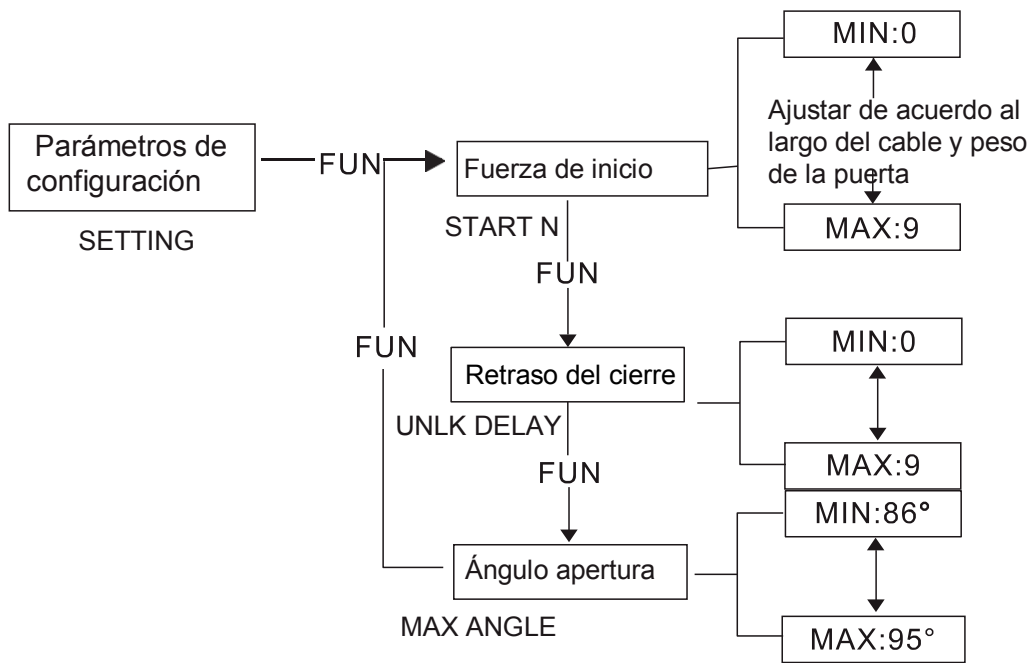 MIN:0
Ajustar de acuerdo al
largo del cable y peso
de la puerta
MAX:9
Parámetros de
configuración
SETTING
FUN
Fuerza de inicio
START N
FUN
FUN
MIN:0
Retraso del cierre
UNLK DELAY
MAX:9
FUN
MIN:86°
Ángulo apertura
MAX ANGLE
MAX:95°